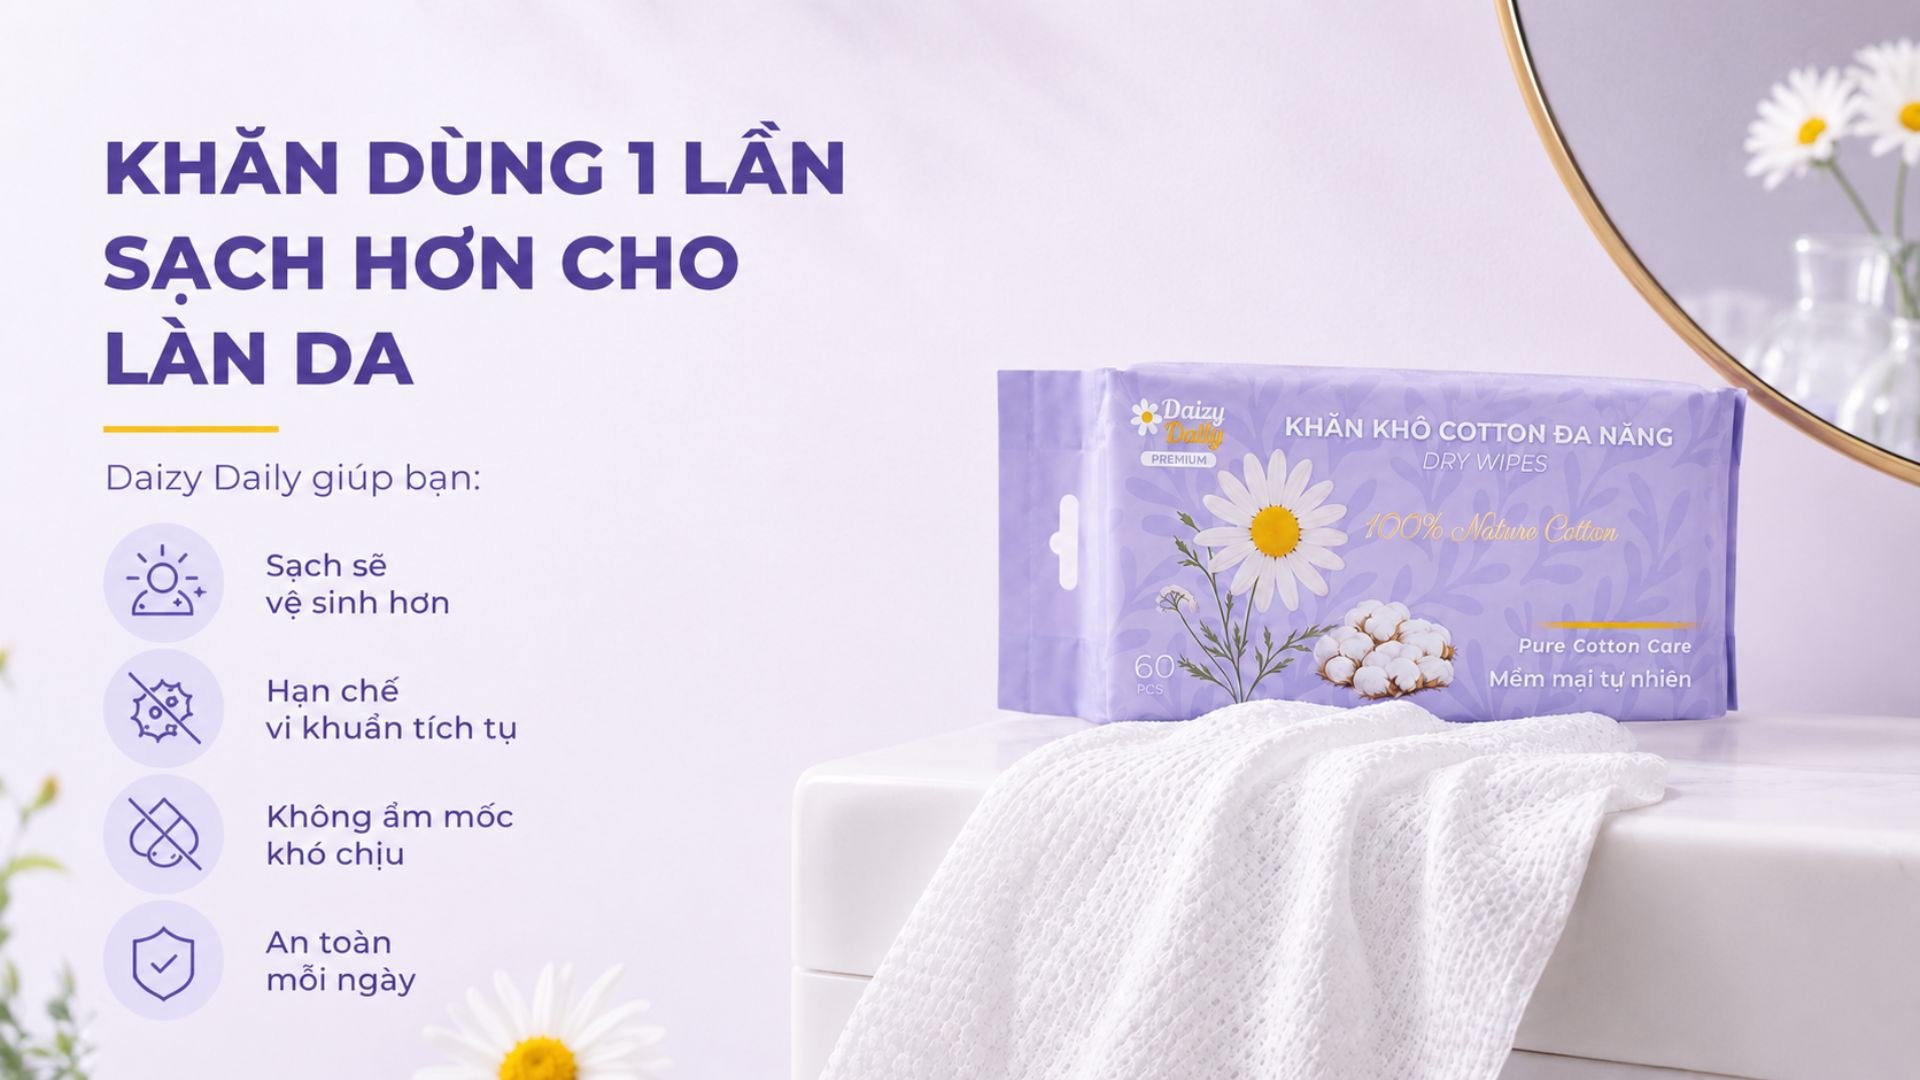 KHĂN DÙNG 1 LẦN
SẠCH HƠN CHO
LÀN DA
Daizy Daily giúp bạn:
Sạch sẽ
vệ sinh hơn
Hạn chế
vi khuẩn tích tụ
Không ẩm mốc
khó chịu
An toàn
mỗi ngày
Daizy
Daily
PREMIUM
KHĂN KHÔ COTTON ĐA NĂNG
DRY WIPES
100% Nature Cotton
60
PCS
Pure Cotton Care
Mềm mại tự nhiên